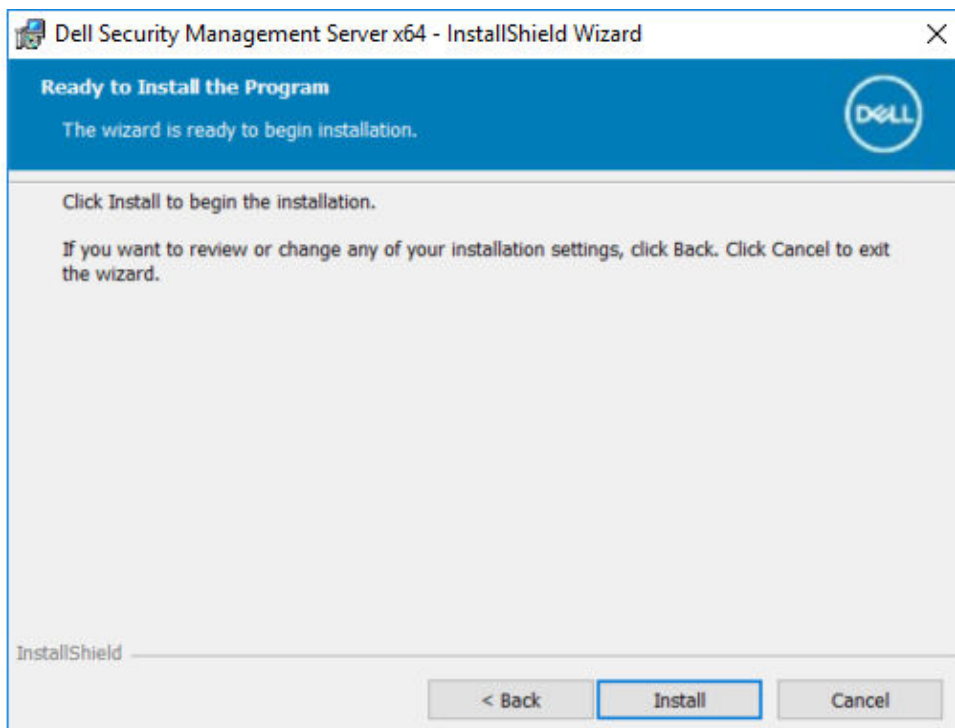 Dell Security Management Server x64 - InstallShield Wizard
Ready to Install the Program
The wizard is ready to begin installation.
DELL
Click Install to begin the installation.
If you want to review or change any of your installation settings, click Back. Click Cancel to exit
the wizard.
InstallShield
< Back
Install
Cancel